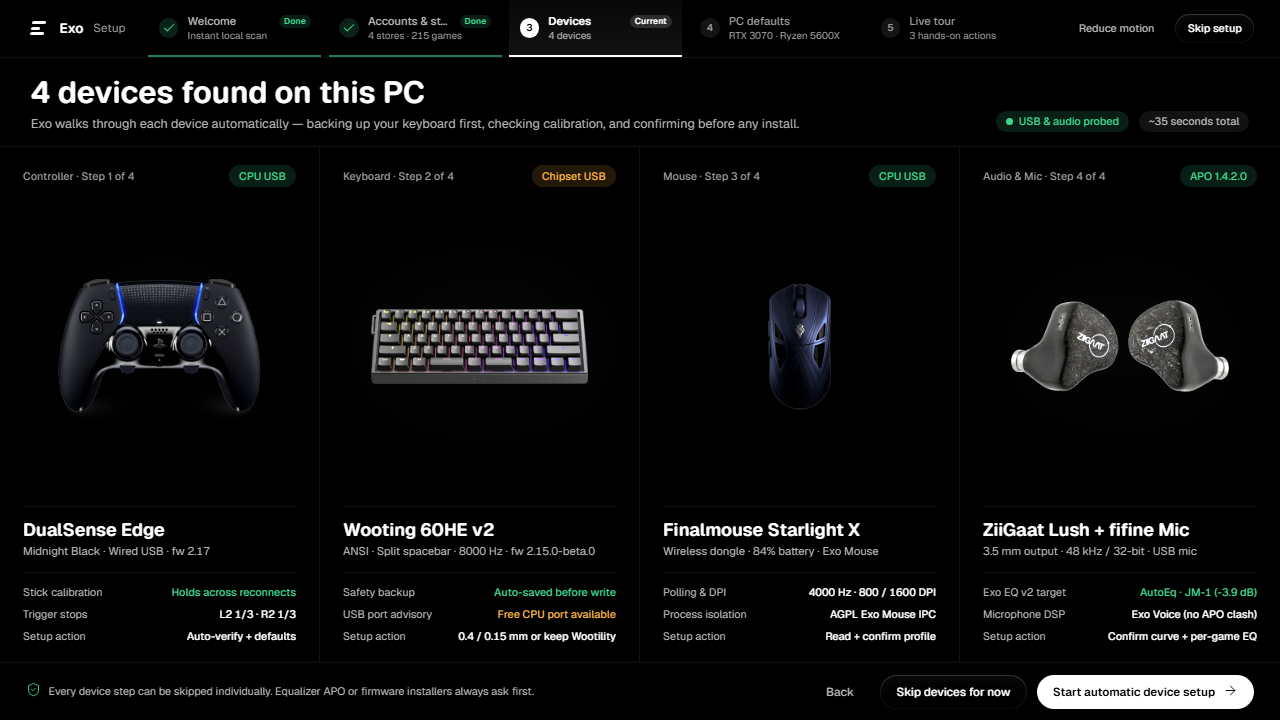 Exo Setup
Welcome Done
Instant local scan
Accounts & st... Done
4 stores · 215 games
3 Devices Current
4 devices
4 PC defaults
RTX 3070 · Ryzen 5600X
5 Live tour
3 hands-on actions
Reduce motion
Skip setup
4 devices found on this PC
Exo walks through each device automatically — backing up your keyboard first, checking calibration, and confirming before any install.
USB & audio probed
~35 seconds total
Controller · Step 1 of 4 CPU USB
DualSense Edge
Midnight Black · Wired USB · fw 2.17
Stick calibration Holds across reconnects
Trigger stops L2 1/3 · R2 1/3
Setup action Auto-verify + defaults
Keyboard · Step 2 of 4 Chipset USB
Wooting 60HE v2
ANSI · Split spacebar · 8000 Hz · fw 2.15.0-beta.0
Safety backup Auto-saved before write
USB port advisory Free CPU port available
Setup action 0.4 / 0.15 mm or keep Wootility
Mouse · Step 3 of 4 CPU USB
Finalmouse Starlight X
Wireless dongle · 84% battery · Exo Mouse
Polling & DPI 4000 Hz · 800 / 1600 DPI
Process isolation AGPL Exo Mouse IPC
Setup action Read + confirm profile
Audio & Mic · Step 4 of 4 APO 1.4.2.0
ZIIGAAT ZIIGAAT
ZiiGaat Lush + fifine Mic
3.5 mm output · 48 kHz / 32-bit · USB mic
Exo EQ v2 target AutoEq · JM-1 (-3.9 dB)
Microphone DSP Exo Voice (no APO clash)
Setup action Confirm curve + per-game EQ
Every device step can be skipped individually. Equalizer APO or firmware installers always ask first.
Back
Skip devices for now
Start automatic device setup →